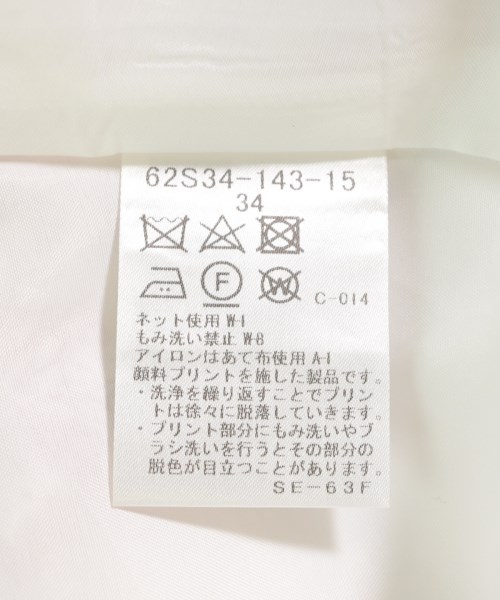 62S34-143-15
34
F
W
C-014
ネット使用 W-1
もみ洗い禁止 W-8
アイロンはあて布使用 A-1
顔料プリントを施した製品です。
・洗浄を繰り返すことでプリン
トは徐々に脱落していきます。
・プリント部分にもみ洗いやブ
ラシ洗いを行うとその部分の
脱色が目立つことがあります。
SE-63F